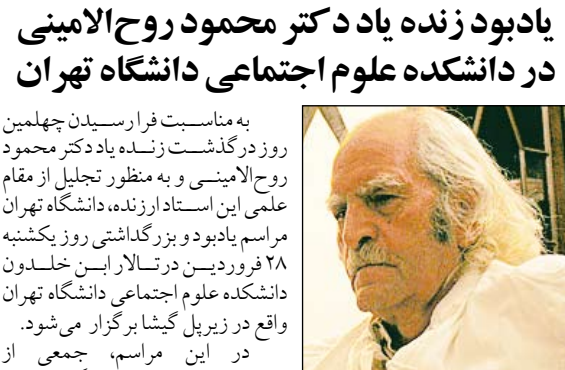 یادبود زنده یاد دکتر محمود روح‌الامینی
در دانشکده علوم اجتماعی دانشگاه تهران
به مناسبت فرا رسیدن چهلمین
روز درگذشت زنده یاد دکتر محمود
روح‌الامینی و به منظور تجلیل از مقام
علمی این استاد ارزنده، دانشگاه تهران
مراسم یادبود و بزرگداشتی روز یکشنبه
۲۸ فروردین در تالار ابن خلدون
دانشکده علوم اجتماعی دانشگاه تهران
واقع در زیر پل گیشا برگزار می‌شود.
در این مراسم، جمعی از